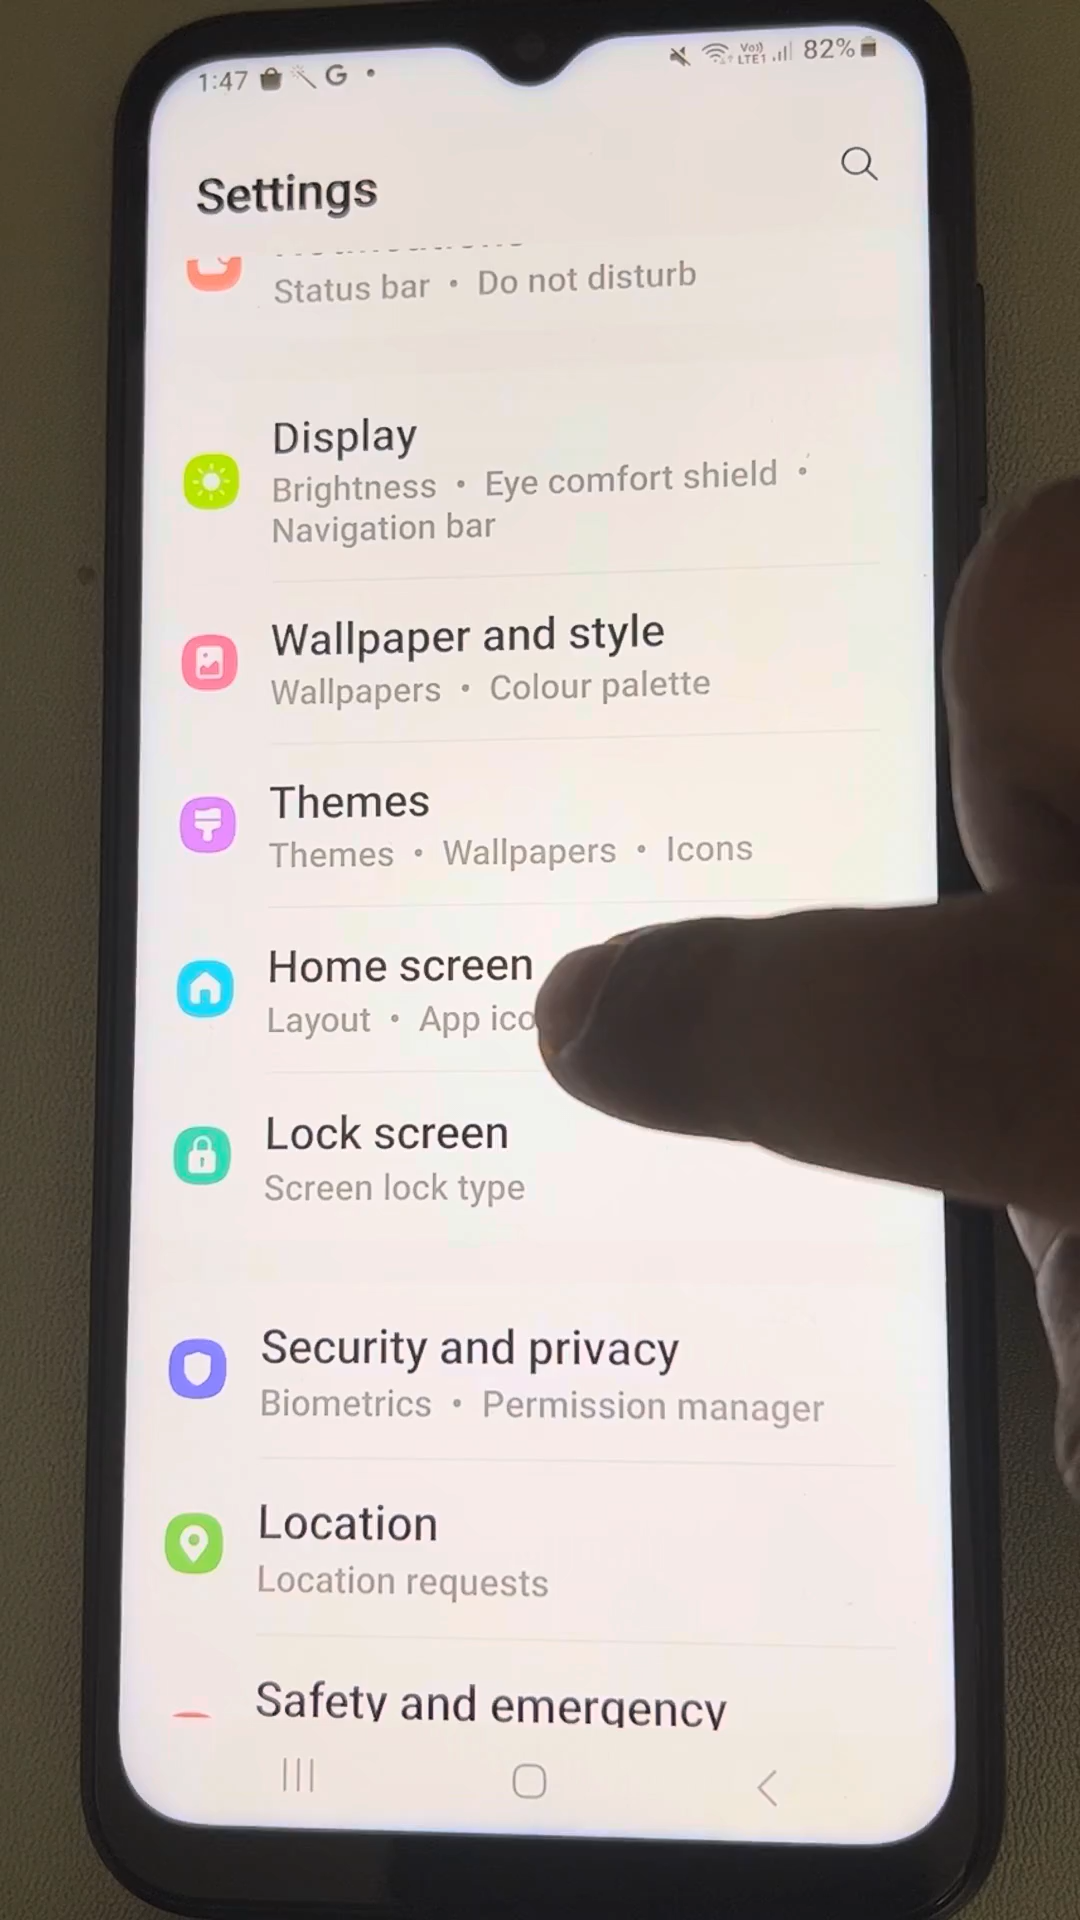 1:47 G 82%
Vo))
LTE1
Settings
Status bar • Do not disturb
Display
Brightness • Eye comfort shield •
Navigation bar
Wallpaper and style
Wallpapers • Colour palette
Themes
Themes • Wallpapers • Icons
Home screen
Layout • App ico
Lock screen
Screen lock type
Security and privacy
Biometrics • Permission manager
Location
Location requests
Safety and emergency